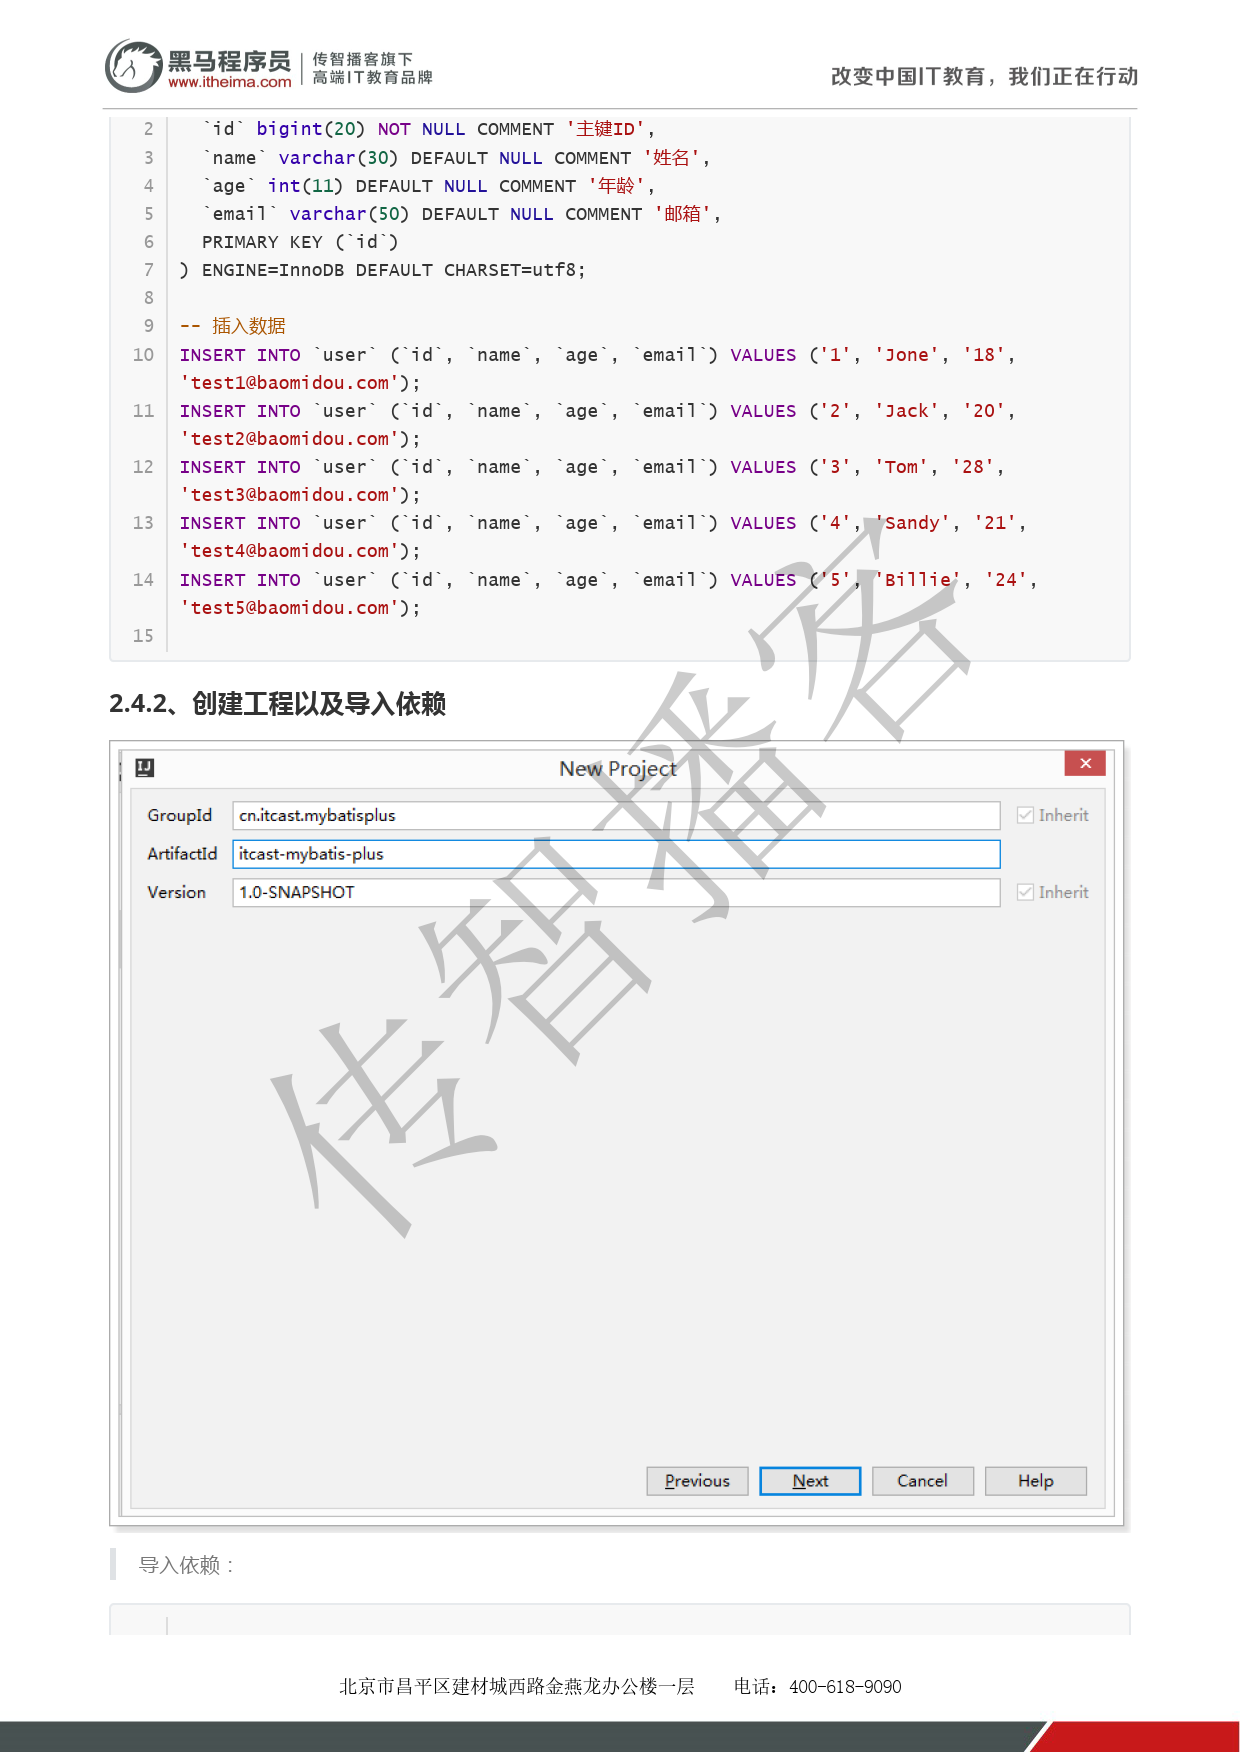 黑马程序员
www.itheima.com
传智播客旗下
高端IT教育品牌
改变中国IT教育，我们正在行动
2 `id` bigint(20) NOT NULL COMMENT '主键ID',
3 `name` varchar(30) DEFAULT NULL COMMENT '姓名',
4 `age` int(11) DEFAULT NULL COMMENT '年龄',
5 `email` varchar(50) DEFAULT NULL COMMENT '邮箱',
6 PRIMARY KEY (`id`)
7 ) ENGINE=InnoDB DEFAULT CHARSET=utf8;
8
9 -- 插入数据
10 INSERT INTO `user` (`id`, `name`, `age`, `email`) VALUES ('1', 'Jone', '18',
'test1@baomidou.com');
11 INSERT INTO `user` (`id`, `name`, `age`, `email`) VALUES ('2', 'Jack', '20',
'test2@baomidou.com');
12 INSERT INTO `user` (`id`, `name`, `age`, `email`) VALUES ('3', 'Tom', '28',
'test3@baomidou.com');
13 INSERT INTO `user` (`id`, `name`, `age`, `email`) VALUES ('4', 'Sandy', '21',
'test4@baomidou.com');
14 INSERT INTO `user` (`id`, `name`, `age`, `email`) VALUES ('5', 'Billie', '24',
'test5@baomidou.com');
15
2.4.2、创建工程以及导入依赖
New Project
GroupId cn.itcast.mybatisplus Inherit
ArtifactId itcast-mybatis-plus
Version 1.0-SNAPSHOT Inherit
传智播客
Previous Next Cancel Help
导入依赖：
北京市昌平区建材城西路金燕龙办公楼一层 电话：400-618-9090